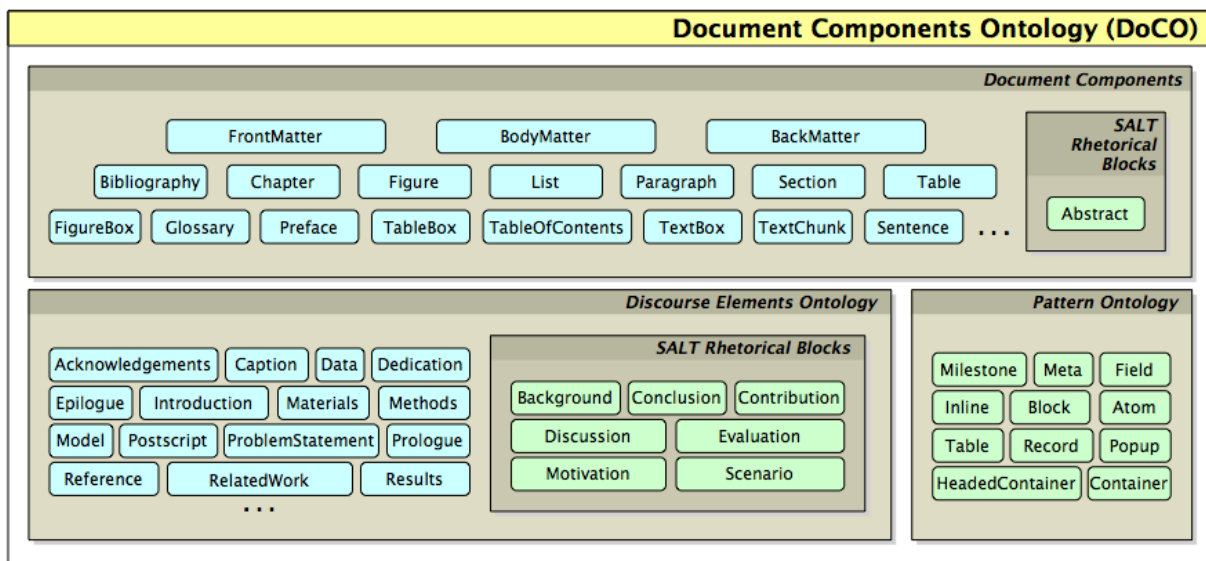 Document Components Ontology (DoCO)
Document Components
FrontMatter BodyMatter BackMatter
Bibliography Chapter Figure List Paragraph Section Table
FigureBox Glossary Preface TableBox TableOfContents TextBox TextChunk Sentence ...
SALT
Rhetorical
Blocks
Abstract
Discourse Elements Ontology
Acknowledgements Caption Data Dedication
Epilogue Introduction Materials Methods
Model Postscript ProblemStatement Prologue
Reference RelatedWork Results
...
SALT Rhetorical Blocks
Background Conclusion Contribution
Discussion Evaluation
Motivation Scenario
Pattern Ontology
Milestone Meta Field
Inline Block Atom
Table Record Popup
HeadedContainer Container